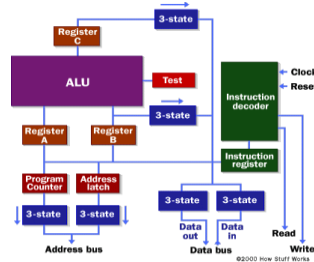 Register
C
3-state
ALU
Test
Clock
Reset
Instruction
decoder
3-state
Register
A
Register
B
Instruction
register
Program
Counter
Address
latch
3-state
3-state
3-state
3-state
Data
out
Data
in
Read
Write
Address bus
Data bus
©2000 How Stuff Works